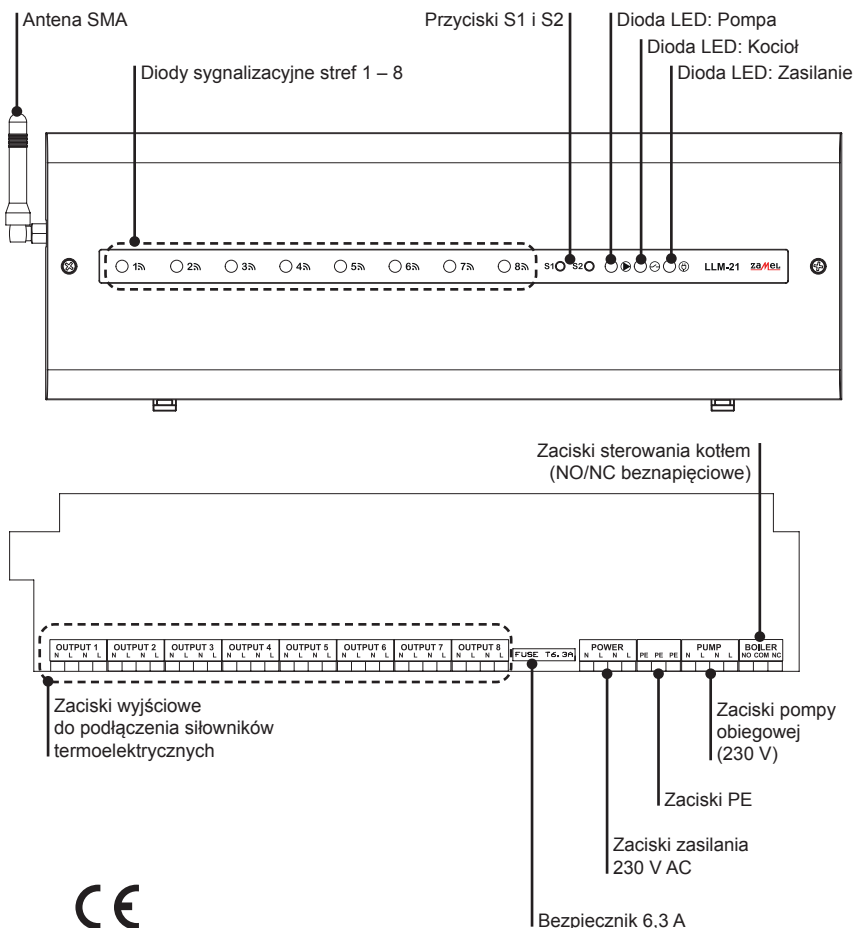 Antena SMA
Przyciski S1 i S2
Dioda LED: Pompa
Dioda LED: Kocioł
Diody sygnalizacyjne stref 1 – 8
Dioda LED: Zasilanie
1 2 3 4 5 6 7 8 S1 S2 LLM-21 zamel
Zaciski sterowania kotłem
(NO/NC beznapięciowe)
OUTPUT 1 OUTPUT 2 OUTPUT 3 OUTPUT 4 OUTPUT 5 OUTPUT 6 OUTPUT 7 OUTPUT 8 FUSE T6.3A POWER PUMP BOILER
N L N L N L N L N L N L N L N L N L N L N L N L N L N L N L N L N L N L PE PE PE N L N L NO COM NC
Zaciski wyjściowe
do podłączenia siłowników
termoelektrycznych
Zaciski pompy
obiegowej
(230 V)
Zaciski PE
Zaciski zasilania
230 V AC
CE
Bezpiecznik 6,3 A